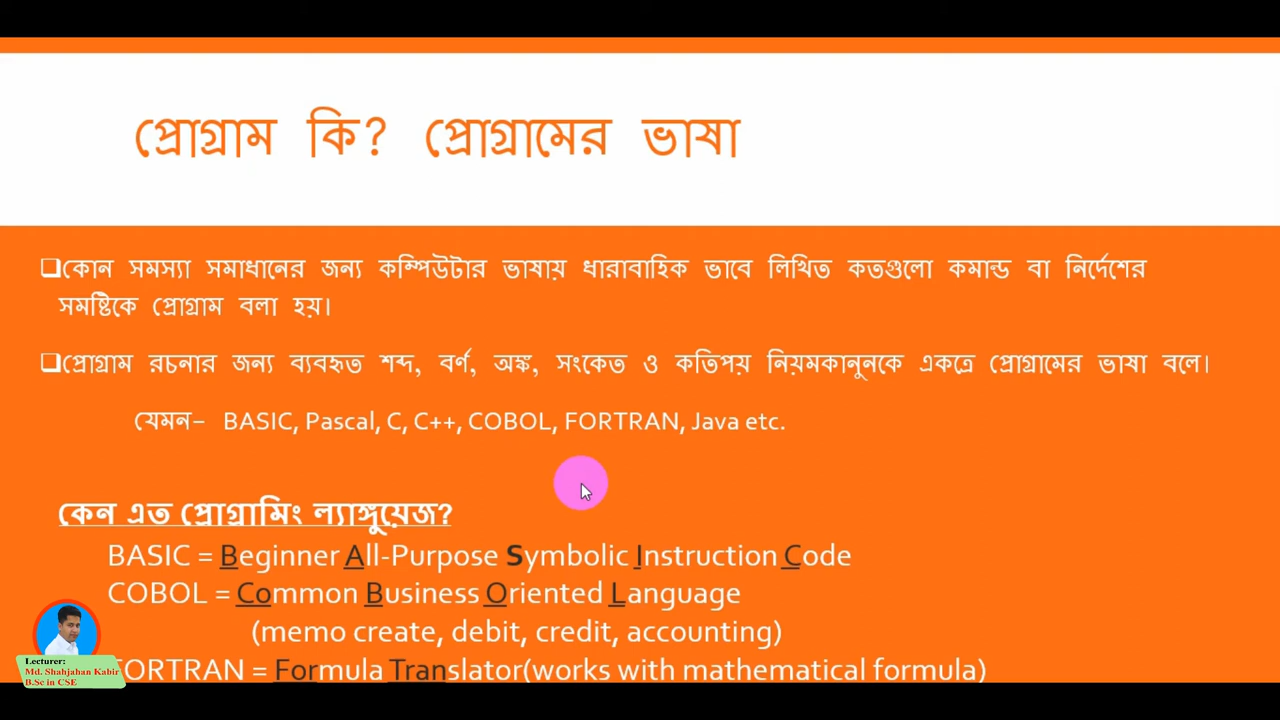 প্রোগ্রাম কি? প্রোগ্রামের ভাষা
❑কোন সমস্যা সমাধানের জন্য কম্পিউটার ভাষায় ধারাবাহিক ভাবে লিখিত কতগুলো কমান্ড বা নির্দেশের
সমষ্টিকে প্রোগ্রাম বলা হয়।
❑প্রোগ্রাম রচনার জন্য ব্যবহৃত শব্দ, বর্ণ, অঙ্ক, সংকেত ও কতিপয় নিয়মকানুনকে একত্রে প্রোগ্রামের ভাষা বলে।
যেমন– BASIC, Pascal, C, C++, COBOL, FORTRAN, Java etc.
কেন এত প্রোগ্রামিং ল্যাঙ্গুয়েজ?
BASIC = Beginner All-Purpose Symbolic Instruction Code
COBOL = Common Business Oriented Language
(memo create, debit, credit, accounting)
FORTRAN = Formula Translator(works with mathematical formula)
Lecturer:
Md. Shahjahan Kabir
B.Sc in CSE